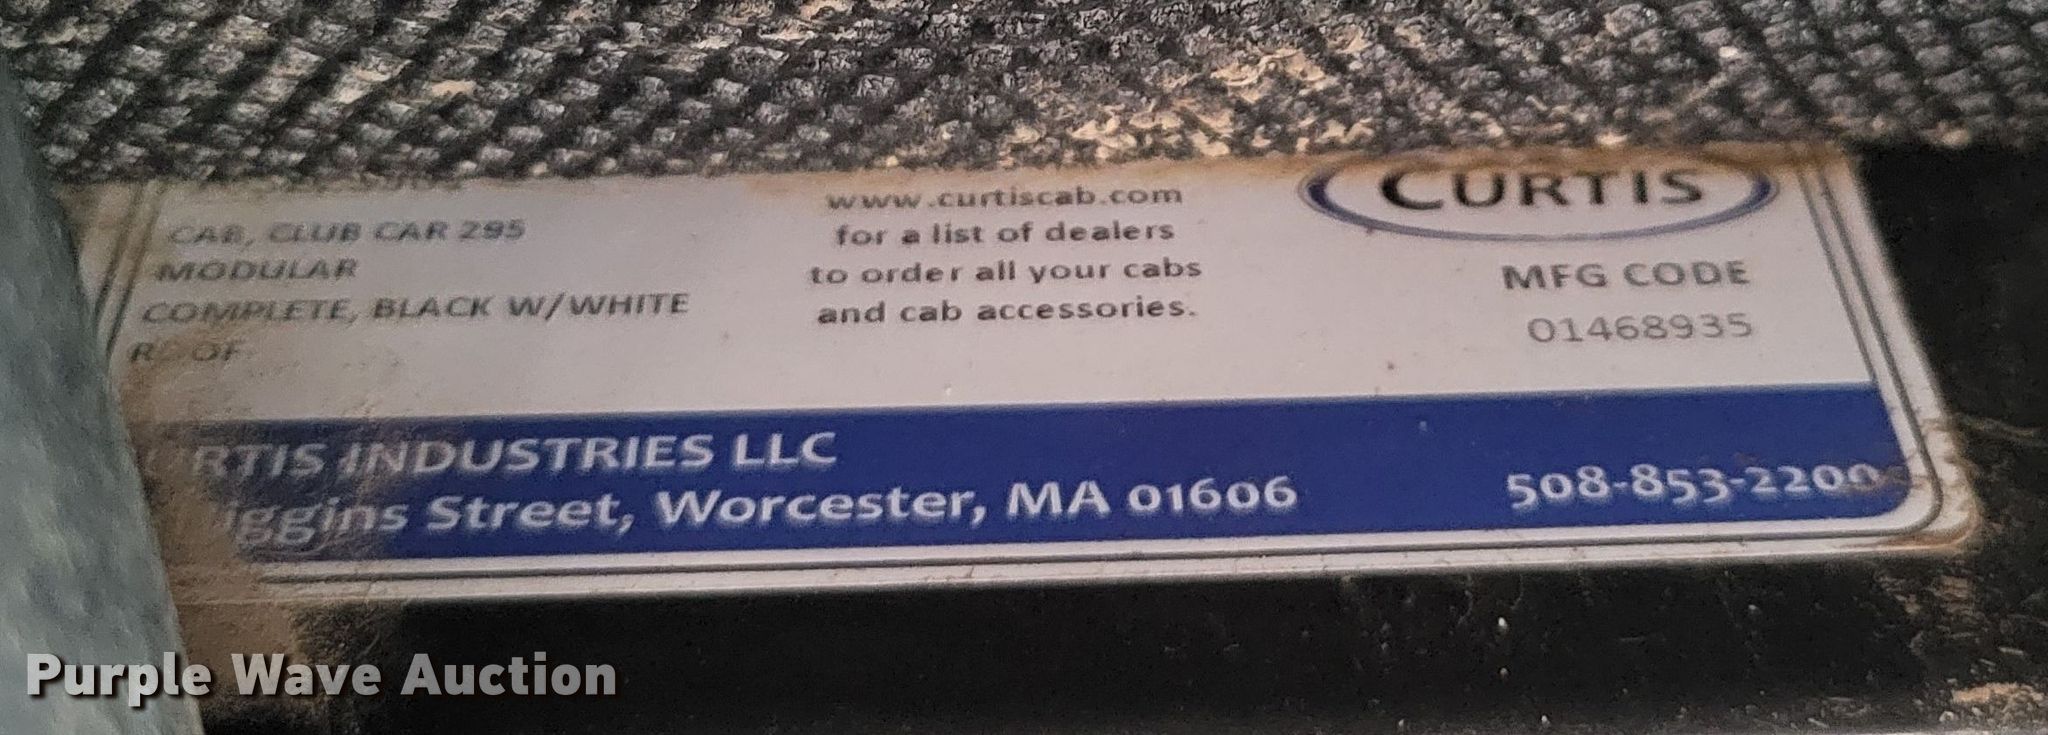 CAB, CLUB CAR 295
MODULAR
COMPLETE, BLACK W/WHITE
ROOF
www.curtiscab.com
for a list of dealers
to order all your cabs
and cab accessories.
CURTIS
MFG CODE
01468935
URTIS INDUSTRIES LLC
iggins Street, Worcester, MA 01606
508-853-2200
Purple Wave Auction